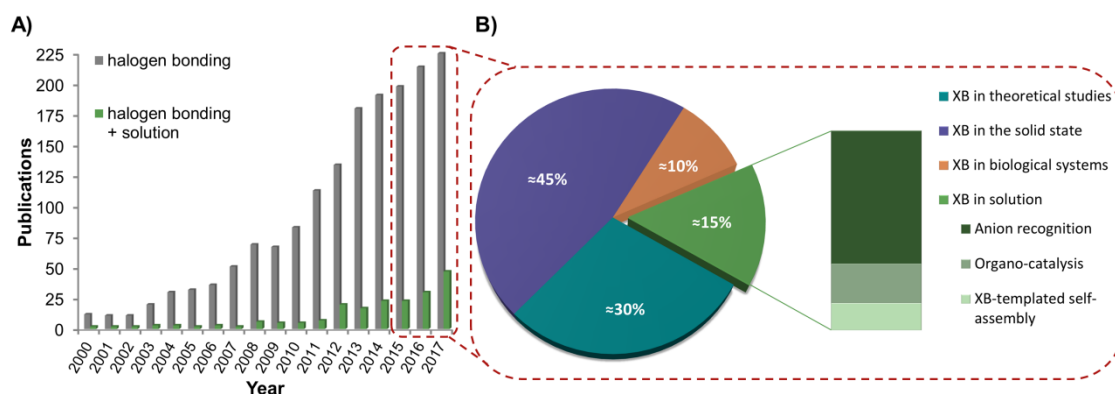 A)
B)
halogen bonding
halogen bonding
+ solution
Publications
225
200
175
150
125
100
75
50
25
0
2000
2001
2002
2003
2004
2005
2006
2007
2008
2009
2010
2011
2012
2013
2014
2015
2016
2017
Year
≈45%
≈10%
≈15%
≈30%
XB in theoretical studies
XB in the solid state
XB in biological systems
XB in solution
Anion recognition
Organo-catalysis
XB-templated self-
assembly